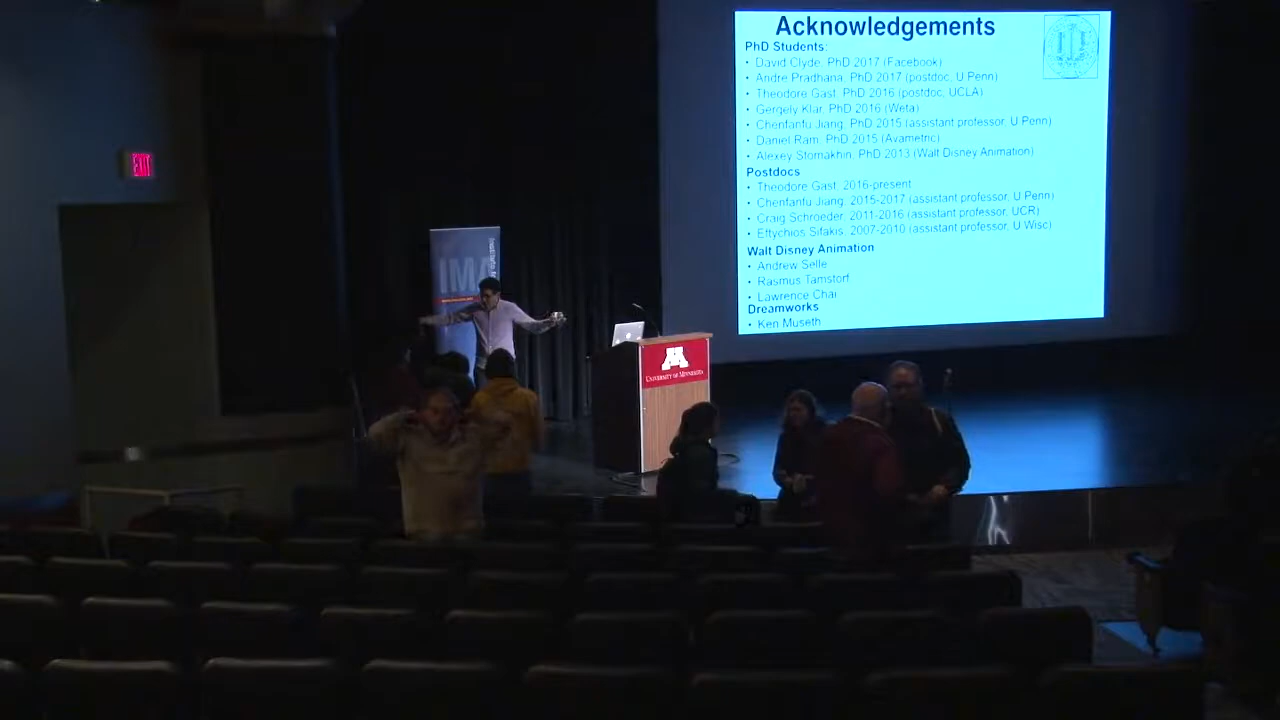 Acknowledgements
PhD Students:
• David Clyde, PhD 2017 (Facebook)
• Andre Pradhana, PhD 2017 (postdoc, U Penn)
• Theodore Gast, PhD 2016 (postdoc, UCLA)
• Gergely Klar, PhD 2016 (Weta)
• Chenfanfu Jiang, PhD 2015 (assistant professor, U Penn)
• Daniel Ram, PhD 2015 (Avametric)
• Alexey Stomakhin, PhD 2013 (Walt Disney Animation)
Postdocs
• Theodore Gast, 2016-present
• Chenfanfu Jiang, 2015-2017 (assistant professor, U Penn)
• Craig Schroeder, 2011-2016 (assistant professor, UCR)
• Eftychios Sifakis, 2007-2010 (assistant professor, U Wisc)
Walt Disney Animation
• Andrew Selle
• Rasmus Tamstorf
• Lawrence Chai
Dreamworks
• Ken Museth
EXIT
IMA
UNIVERSITY OF MINNESOTA